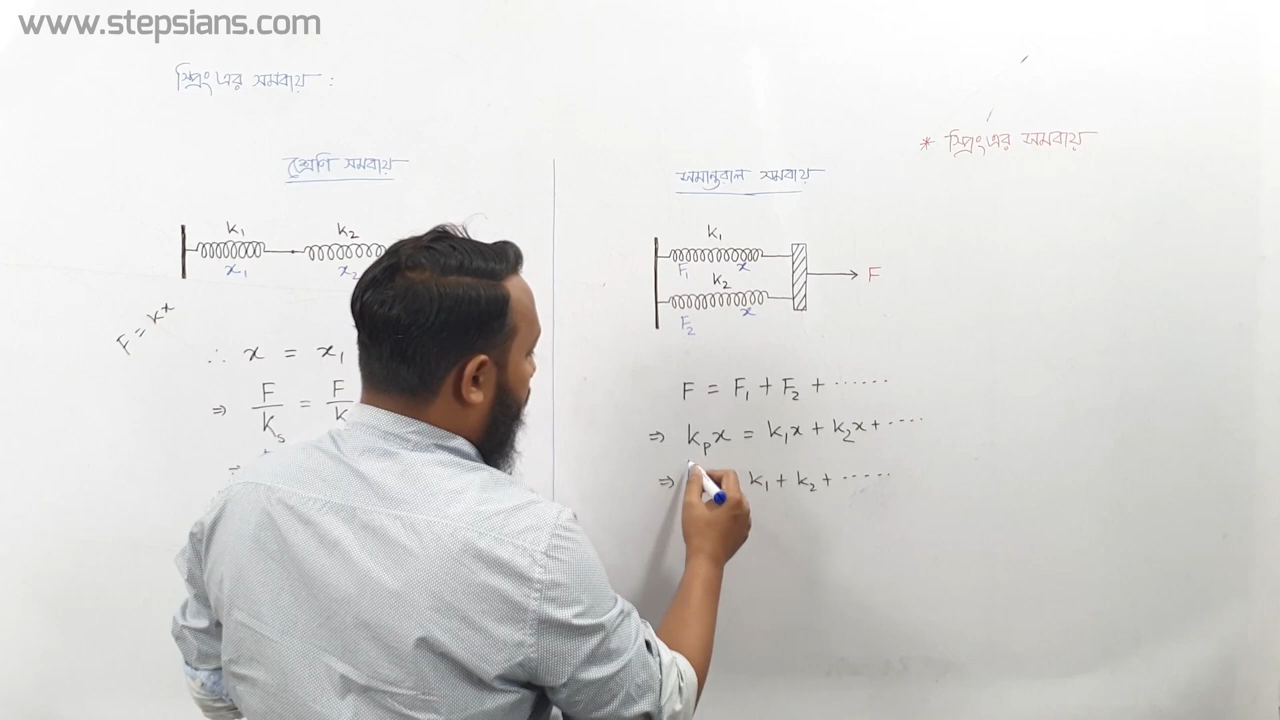 www.stepsians.com
স্প্রিং এর সমবায় :
* স্প্রিং এর সমবায়
শ্রেণি সমবায়
k₁ k₂
x₁ x₂
F = kx
∴ x = x₁
⇒ F/kₛ = F/k
⇒
সমান্তরাল সমবায়
k₁
F₁ x
k₂
F₂ x
F
F = F₁ + F₂ + ······
⇒ kₚx = k₁x + k₂x + ····
⇒ k₁ + k₂ + ·····